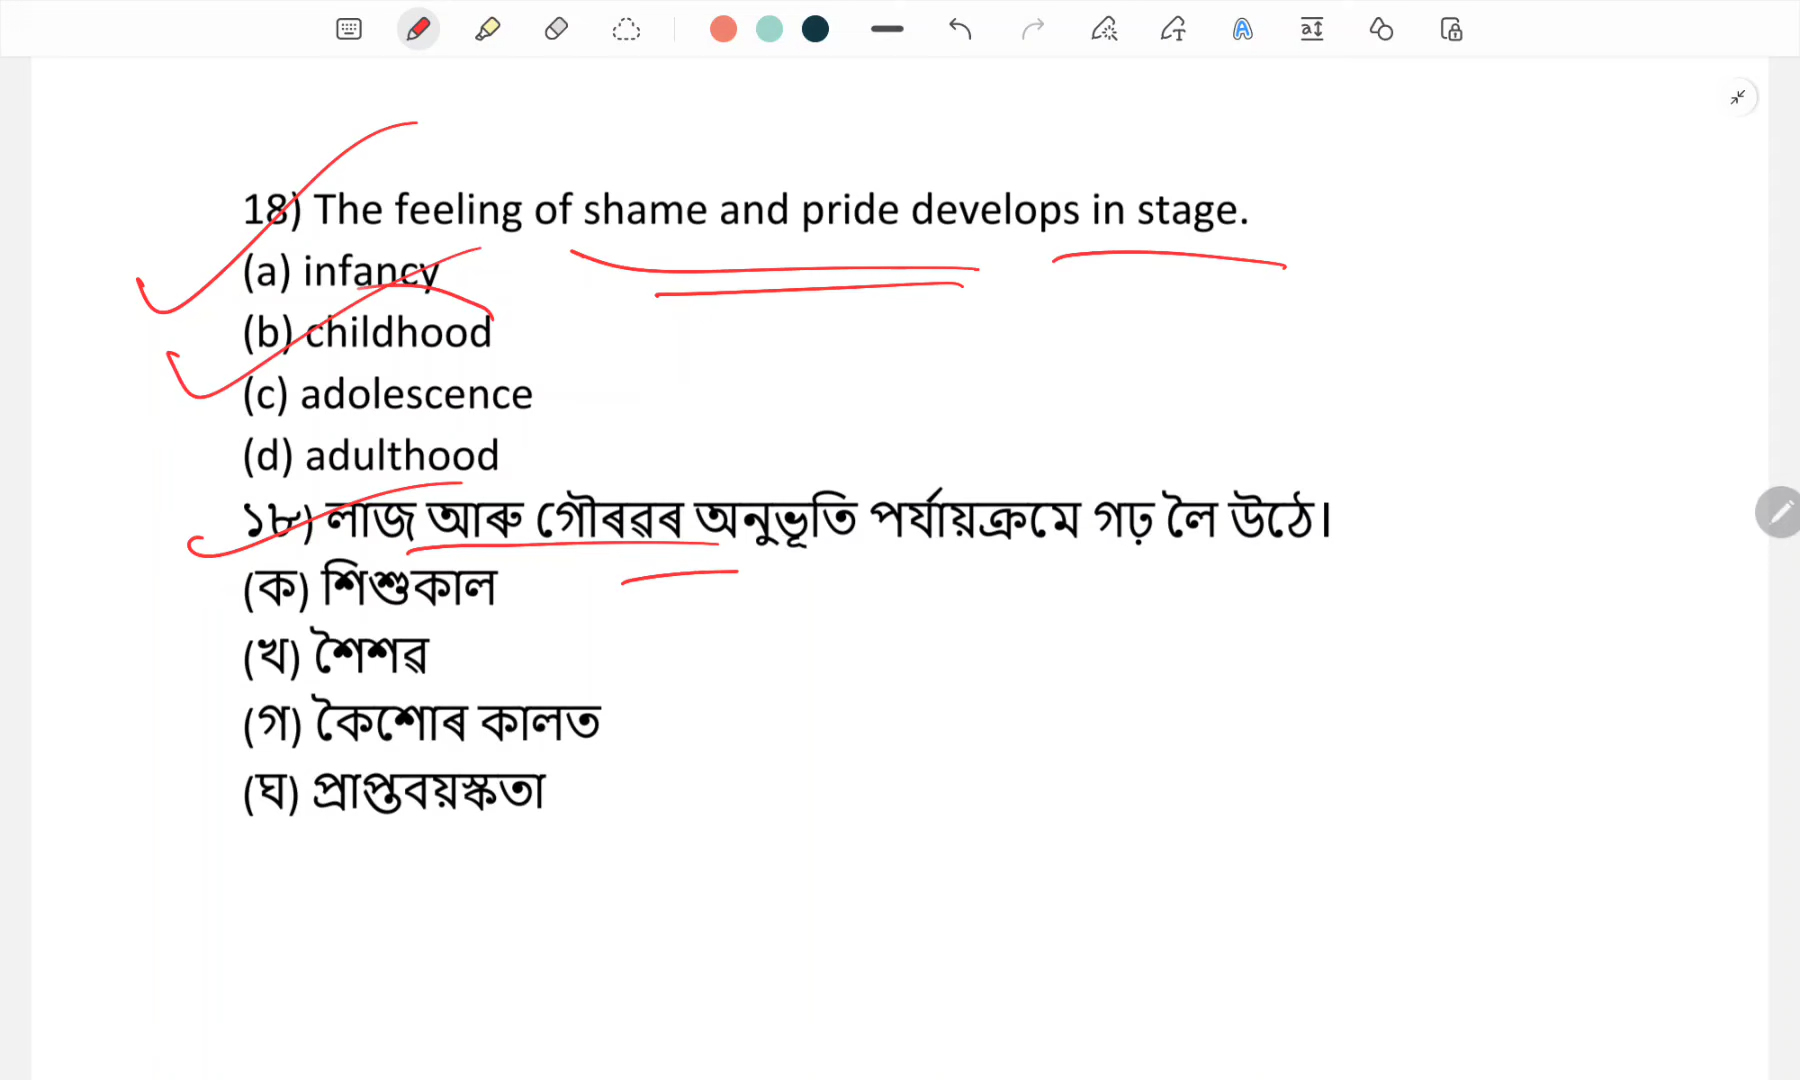 18) The feeling of shame and pride develops in stage.
(a) infancy
(b) childhood
(c) adolescence
(d) adulthood
১৮) লাজ আৰু গৌৰৱৰ অনুভূতি পৰ্যায়ক্ৰমে গঢ় লৈ উঠে।
(ক) শিশুকাল
(খ) শৈশৱ
(গ) কৈশোৰ কালত
(ঘ) প্ৰাপ্তবয়স্কতা